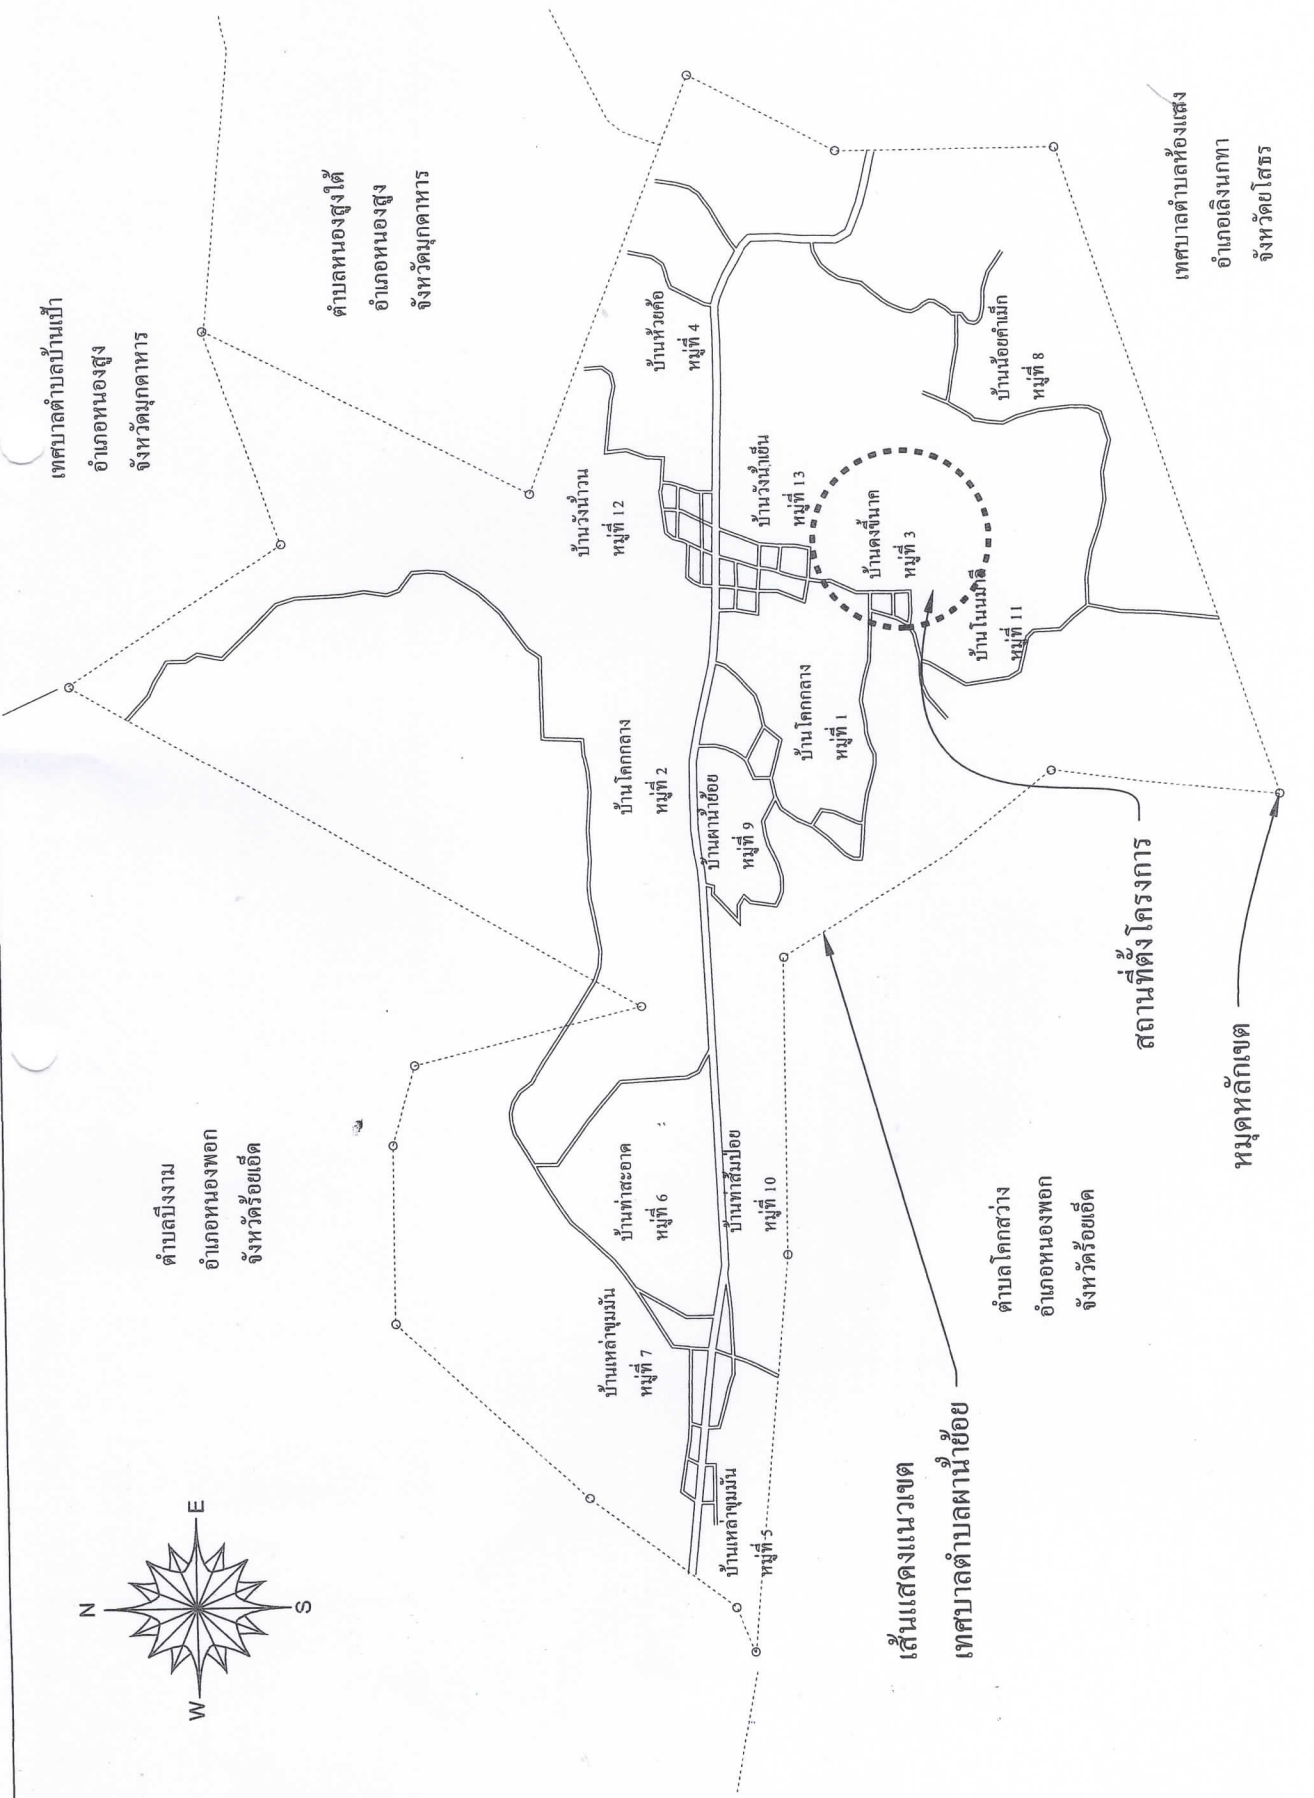 เทศบาลตำบลบ้านเป้า
อำเภอหนองสูง
จังหวัดมุกดาหาร
ตำบลหนองสูงใต้
อำเภอหนองสูง
จังหวัดมุกดาหาร
ตำบลบึงงาม
อำเภอหนองพอก
จังหวัดร้อยเอ็ด
N
E
S
W
บ้านวังน้ำวน
หมู่ที่ 12
บ้านห้วยค้อ
หมู่ที่ 4
บ้านโคกกลาง
หมู่ที่ 2
บ้านท่าสะอาด
หมู่ที่ 6
บ้านเหล่าขุมมัน
หมู่ที่ 7
บ้านเหล่าขุมมัน
หมู่ที่ 5
บ้านท่าส้มป่อย
หมู่ที่ 10
บ้านผาน้ำย้อย
หมู่ที่ 9
บ้านโคกกลาง
หมู่ที่ 1
บ้านวังน้ำเย็น
หมู่ที่ 13
บ้านดงขี้นาค
หมู่ที่ 3
บ้านโนนมาลี
หมู่ที่ 11
บ้านน้อยคำเม็ก
หมู่ที่ 8
เทศบาลตำบลห้องแสง
อำเภอเลิงนกทา
จังหวัดยโสธร
ตำบลโคกสว่าง
อำเภอหนองพอก
จังหวัดร้อยเอ็ด
เส้นแสดงแนวเขต
เทศบาลตำบลผาน้ำย้อย
สถานที่ตั้งโครงการ
หมุดหลักเขต